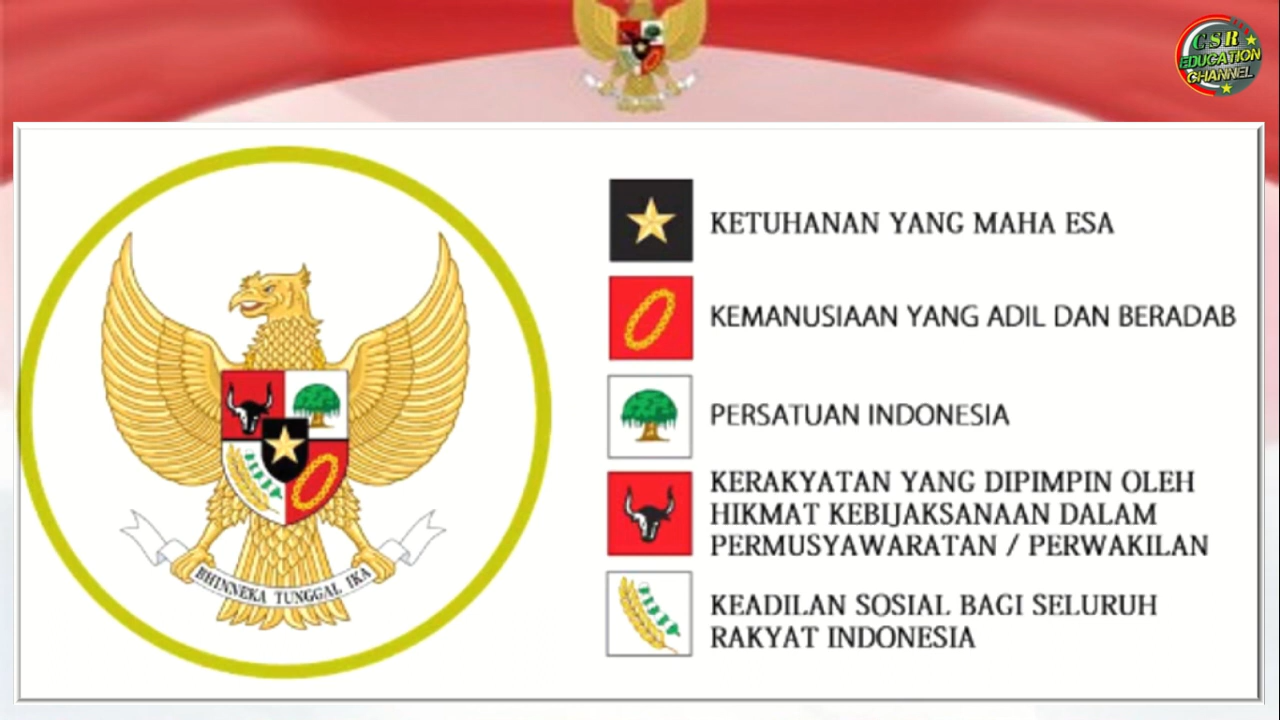 GSR
EDUCATION
CHANNEL
KETUHANAN YANG MAHA ESA
KEMANUSIAAN YANG ADIL DAN BERADAB
PERSATUAN INDONESIA
KERAKYATAN YANG DIPIMPIN OLEH
HIKMAT KEBIJAKSANAAN DALAM
PERMUSYAWARATAN / PERWAKILAN
KEADILAN SOSIAL BAGI SELURUH
RAKYAT INDONESIA
BHINNEKA TUNGGAL IKA